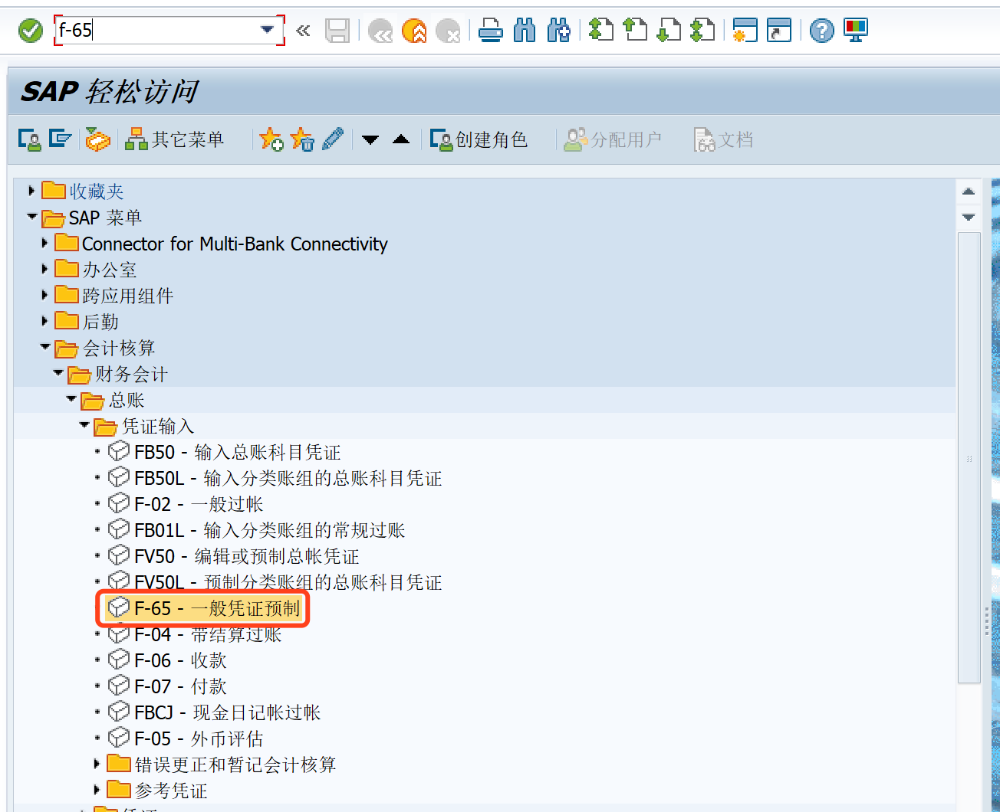 f-65
SAP 轻松访问
其它菜单 创建角色 分配用户 文档
收藏夹
SAP 菜单
Connector for Multi-Bank Connectivity
办公室
跨应用组件
后勤
会计核算
财务会计
总账
凭证输入
FB50 - 输入总账科目凭证
FB50L - 输入分类账组的总账科目凭证
F-02 - 一般过帐
FB01L - 输入分类账组的常规过账
FV50 - 编辑或预制总帐凭证
FV50L - 预制分类账组的总账科目凭证
F-65 - 一般凭证预制
F-04 - 带结算过账
F-06 - 收款
F-07 - 付款
FBCJ - 现金日记帐过帐
F-05 - 外币评估
错误更正和暂记会计核算
参考凭证
凭证